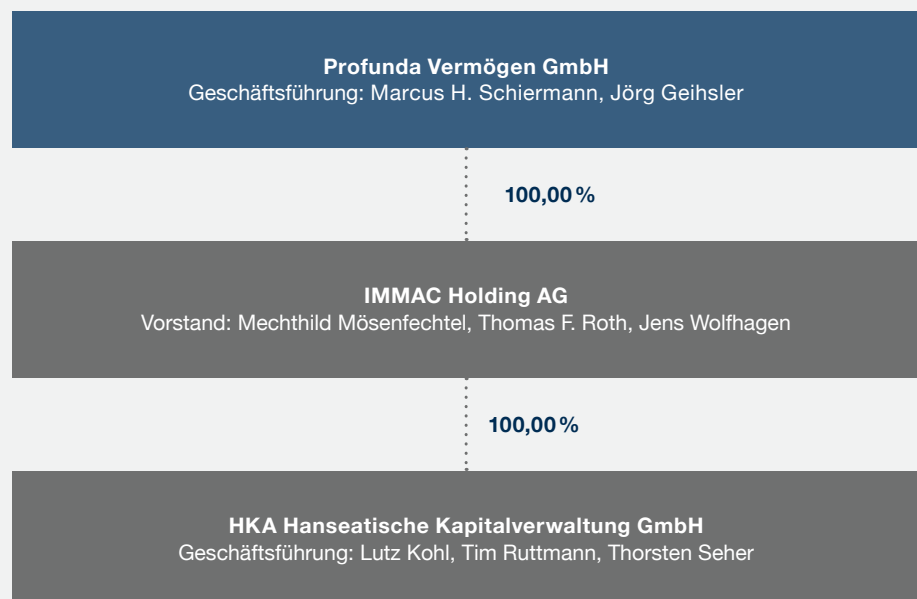 Profunda Vermögen GmbH
Geschäftsführung: Marcus H. Schiermann, Jörg Geihsler
100,00 %
IMMAC Holding AG
Vorstand: Mechthild Mösenfechtel, Thomas F. Roth, Jens Wolfhagen
100,00 %
HKA Hanseatische Kapitalverwaltung GmbH
Geschäftsführung: Lutz Kohl, Tim Ruttmann, Thorsten Seher